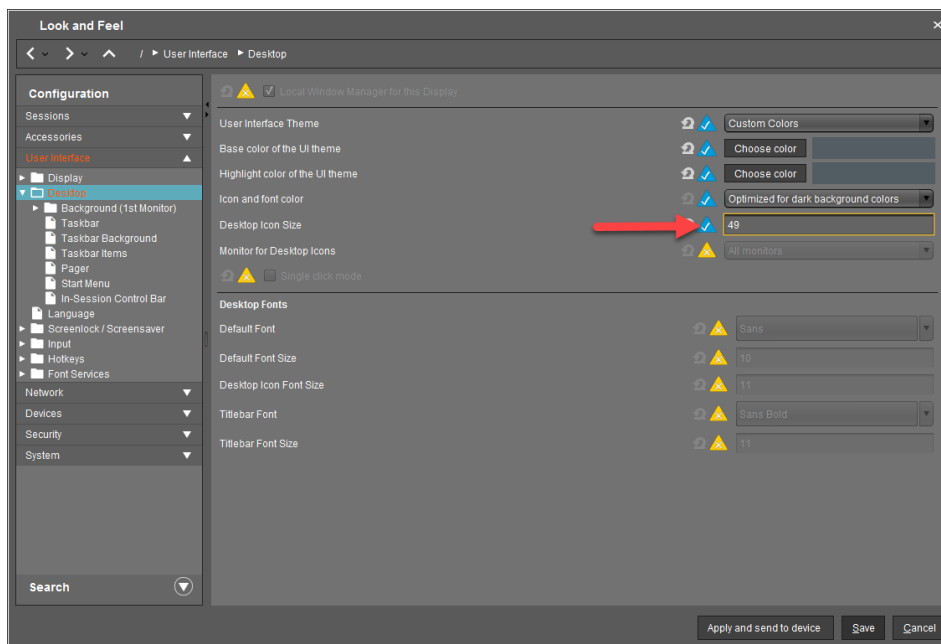 Look and Feel
/ User Interface Desktop
Configuration
Sessions
Accessories
User Interface
Display
Desktop
Background (1st Monitor)
Taskbar
Taskbar Background
Taskbar Items
Pager
Start Menu
In-Session Control Bar
Language
Screenlock / Screensaver
Input
Hotkeys
Font Services
Network
Devices
Security
System
Search
Local Window Manager for this Display
User Interface Theme Custom Colors
Base color of the UI theme Choose color
Highlight color of the UI theme Choose color
Icon and font color Optimized for dark background colors
Desktop Icon Size 49
Monitor for Desktop Icons All monitors
Single click mode
Desktop Fonts
Default Font Sans
Default Font Size 10
Desktop Icon Font Size 11
Titlebar Font Sans Bold
Titlebar Font Size 11
Apply and send to device Save Cancel